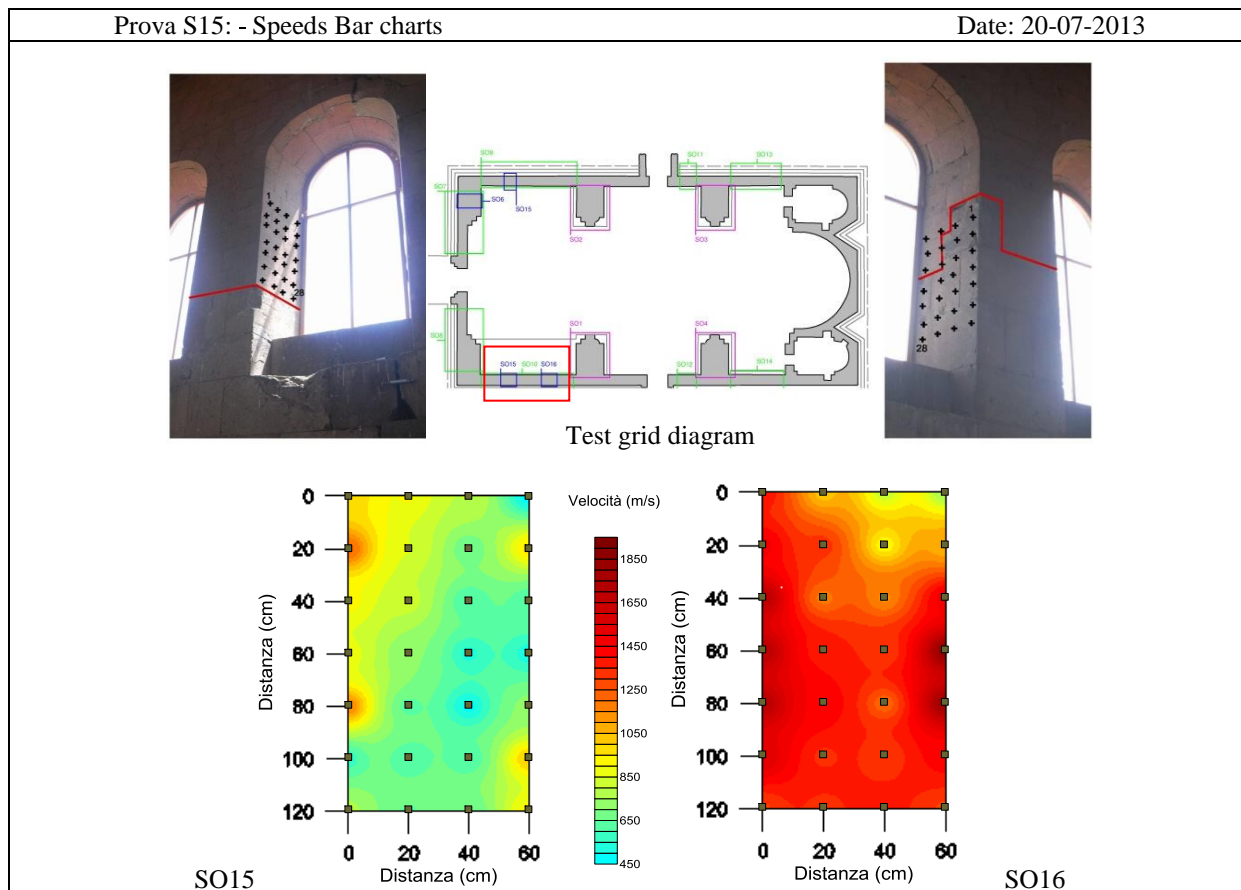 Prova S15: - Speeds Bar charts Date: 20-07-2013
1
28
SO9
SO11
SO13
SO7
SO6
SO15
SO2
SO3
SO8
SO1
SO4
SO15
SO10
SO16
SO12
SO14
1
28
Test grid diagram
0
20
40
60
80
100
120
Distanza (cm)
0 20 40 60
Distanza (cm)
SO15
Velocità (m/s)
1850
1650
1450
1250
1050
850
650
450
0
20
40
60
80
100
120
Distanza (cm)
0 20 40 60
Distanza (cm)
SO16